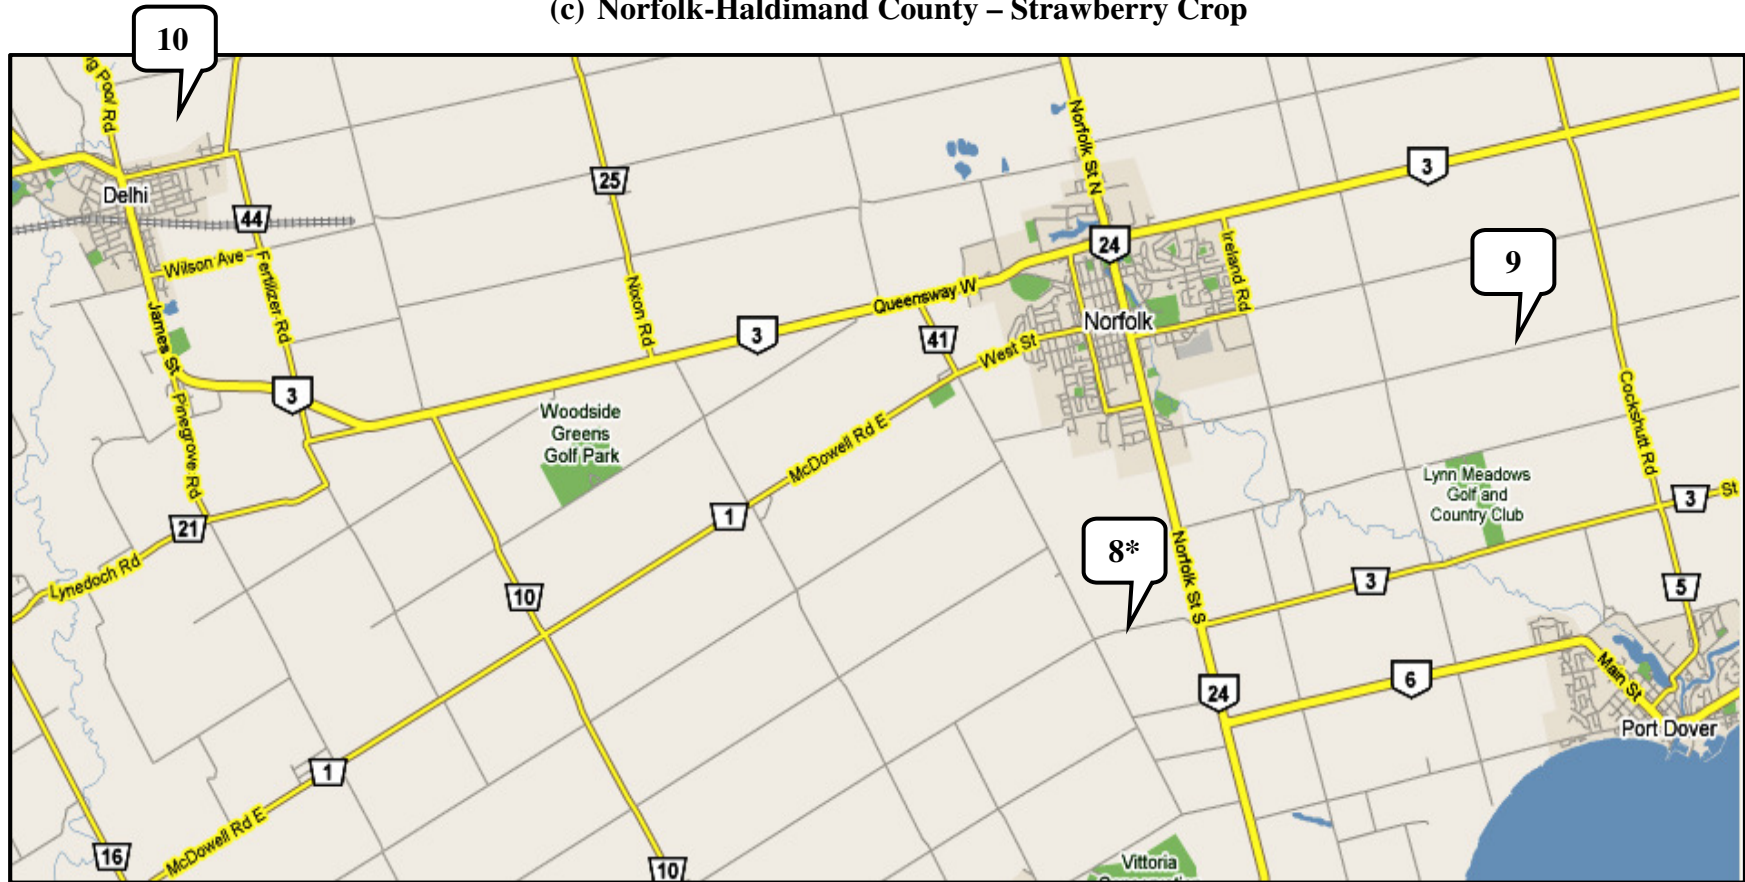 (c) Norfolk-Haldimand County – Strawberry Crop
10
Pool Rd
Norfolk St N
3
25
Delhi
44
24
9
Ireland Rd
Wilson Ave
Fertilizer Rd
Nixon Rd
Queensway W
Norfolk
James St
3
41
West St
3
Pinegrove Rd
Woodside
Greens
Golf Park
McDowell Rd E
Cockshutt Rd
Lynn Meadows
Golf and
Country Club
3
St
21
1
8*
Norfolk St S
Lynedoch Rd
10
3
5
6
24
Main St
Port Dover
1
McDowell Rd E
16
10
Vittoria